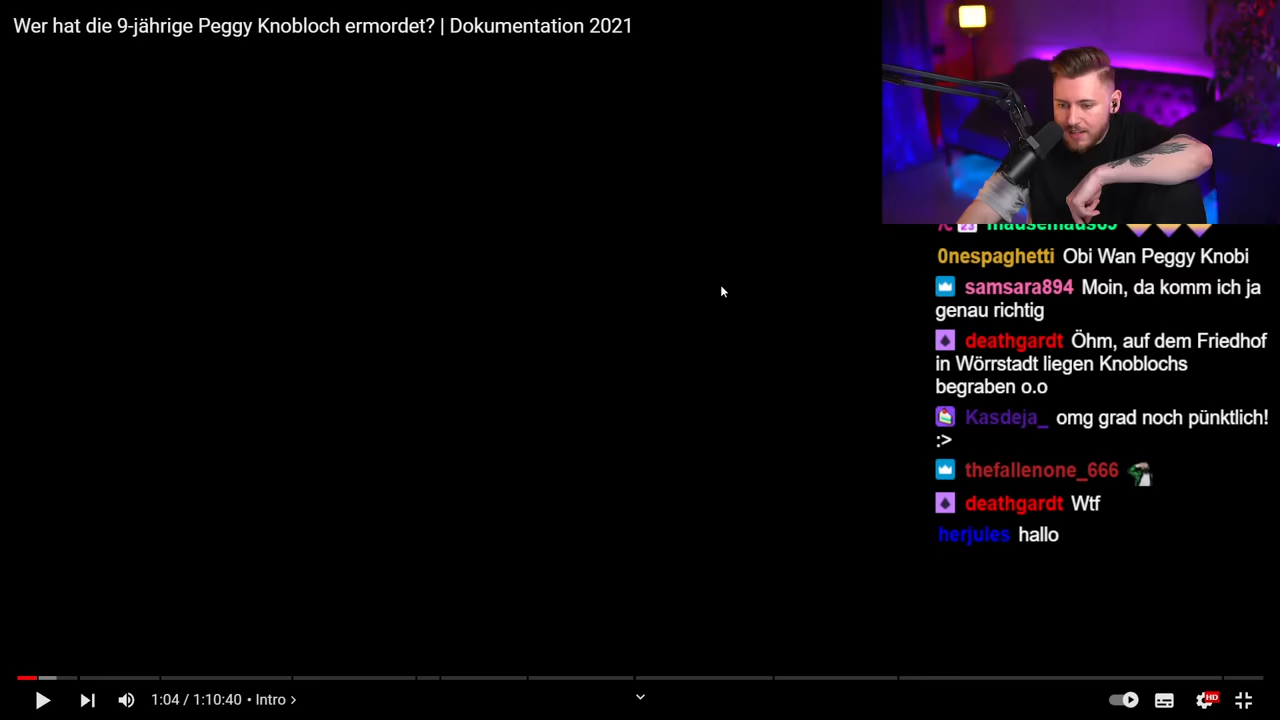 Wer hat die 9-jährige Peggy Knobloch ermordet? | Dokumentation 2021
23
0nespaghetti Obi Wan Peggy Knobi
samsara894 Moin, da komm ich ja
genau richtig
deathgardt Öhm, auf dem Friedhof
in Wörrstadt liegen Knoblochs
begraben o.o
Kasdeja_ omg grad noch pünktlich!
:>
thefallenone_666
deathgardt Wtf
herjules hallo
1:04 / 1:10:40 • Intro >
HD